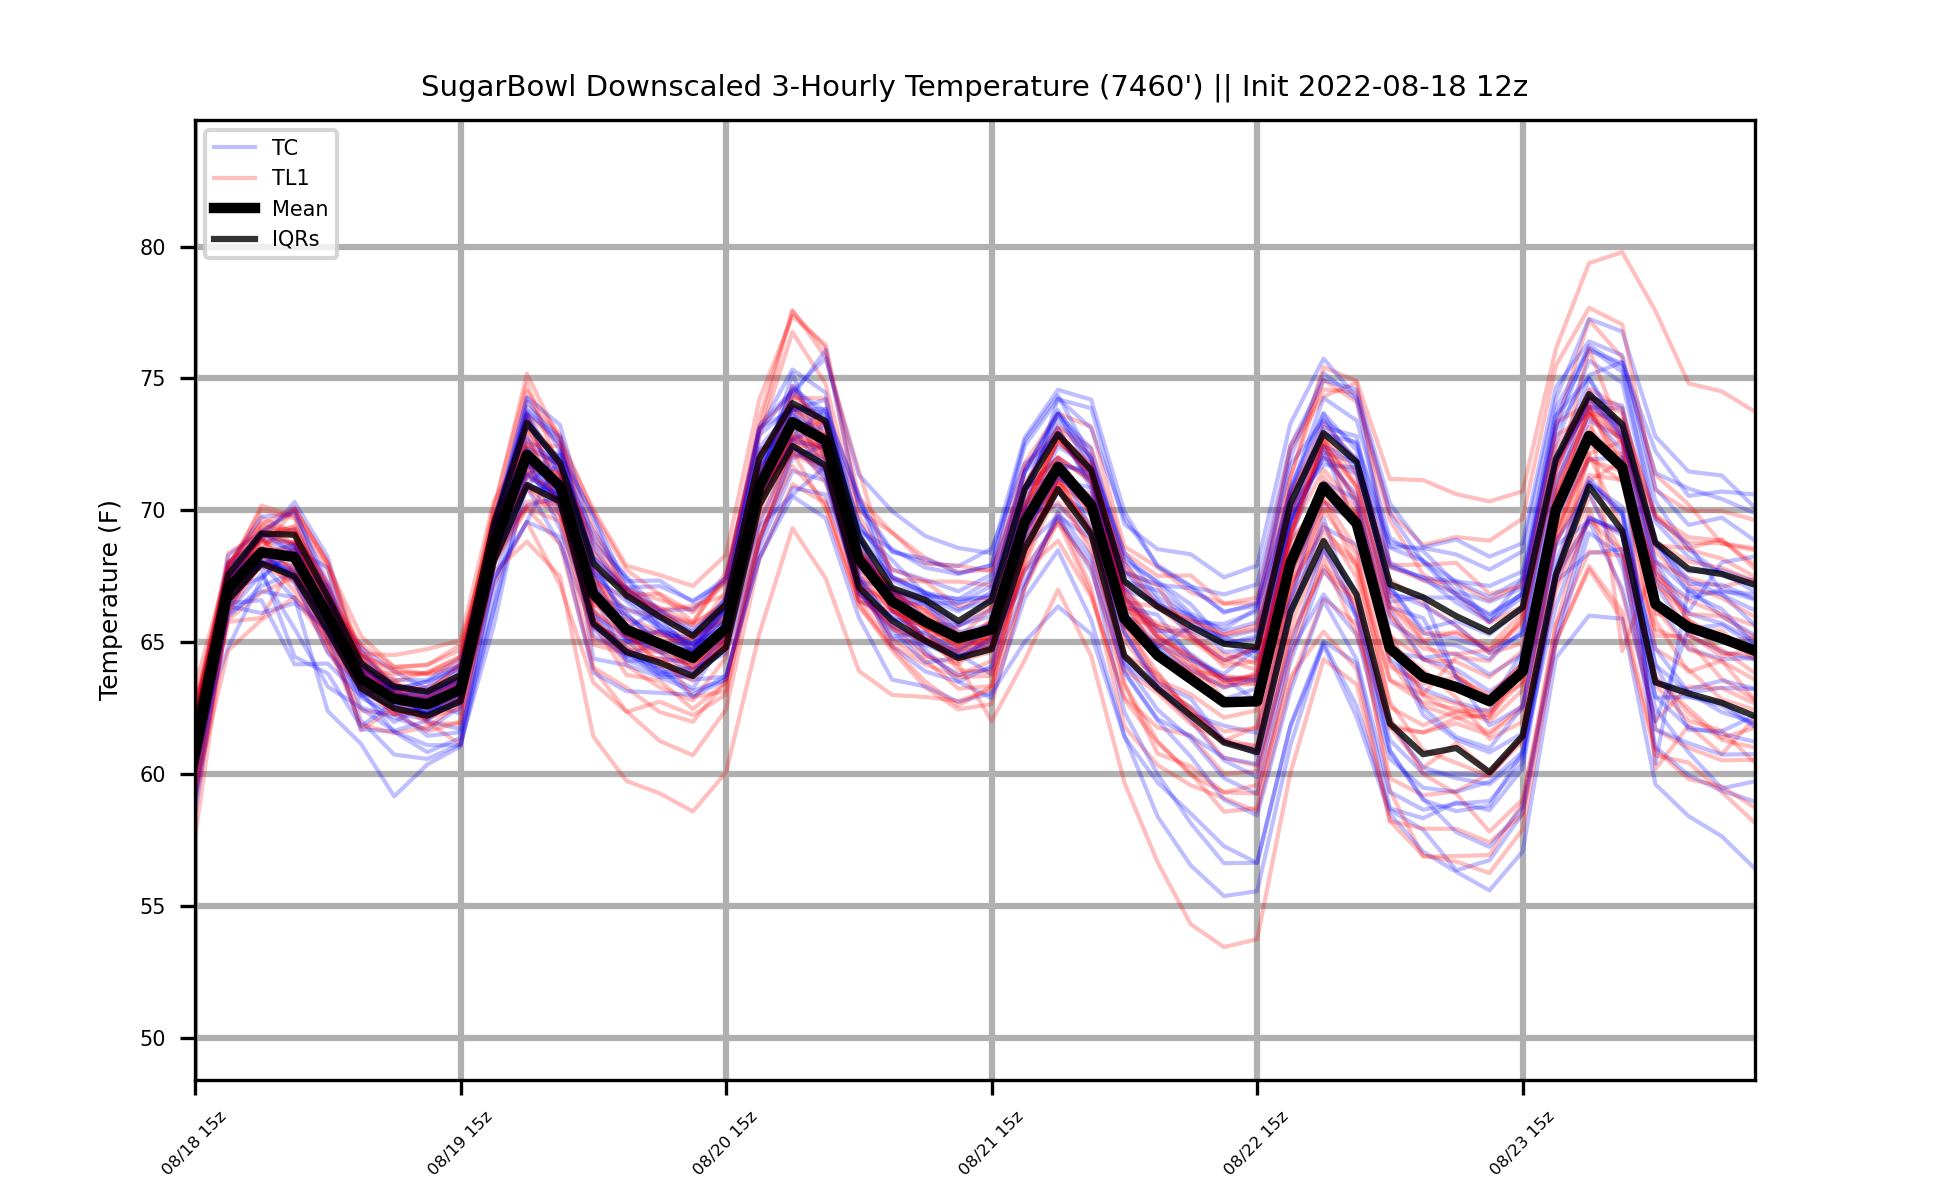 SugarBowl Downscaled 3-Hourly Temperature (7460') || Init 2022-08-18 12z
TC
TL1
Mean
IQRs
Temperature (F)
80
75
70
65
60
55
50
08/18 15z
08/19 15z
08/20 15z
08/21 15z
08/22 15z
08/23 15z